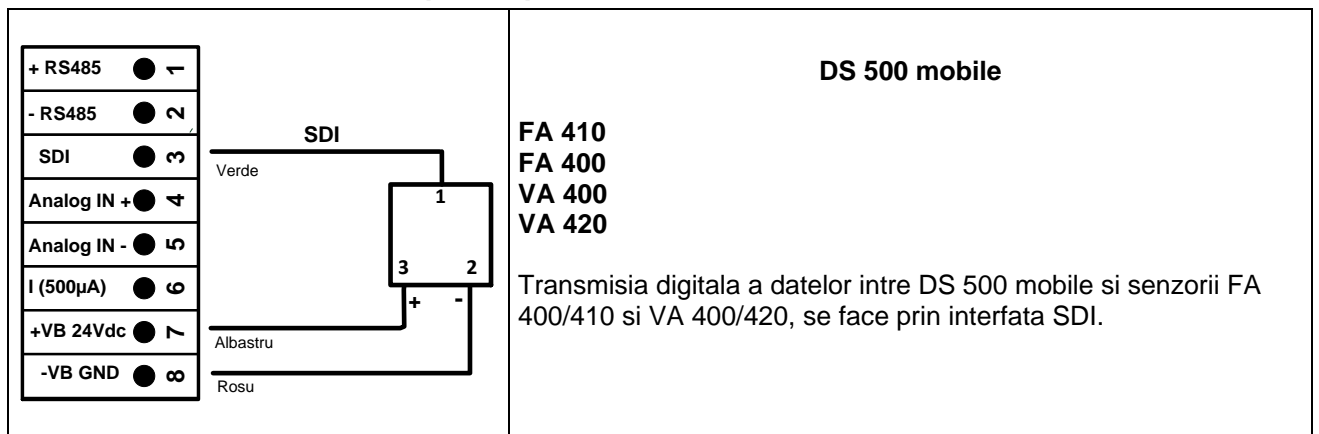 + RS485 1
- RS485 2
SDI 3
Analog IN + 4
Analog IN - 5
I (500µA) 6
+VB 24Vdc 7
-VB GND 8
SDI
Verde
1
3 2
+ -
Albastru
Rosu
DS 500 mobile
FA 410
FA 400
VA 400
VA 420
Transmisia digitala a datelor intre DS 500 mobile si senzorii FA
400/410 si VA 400/420, se face prin interfata SDI.